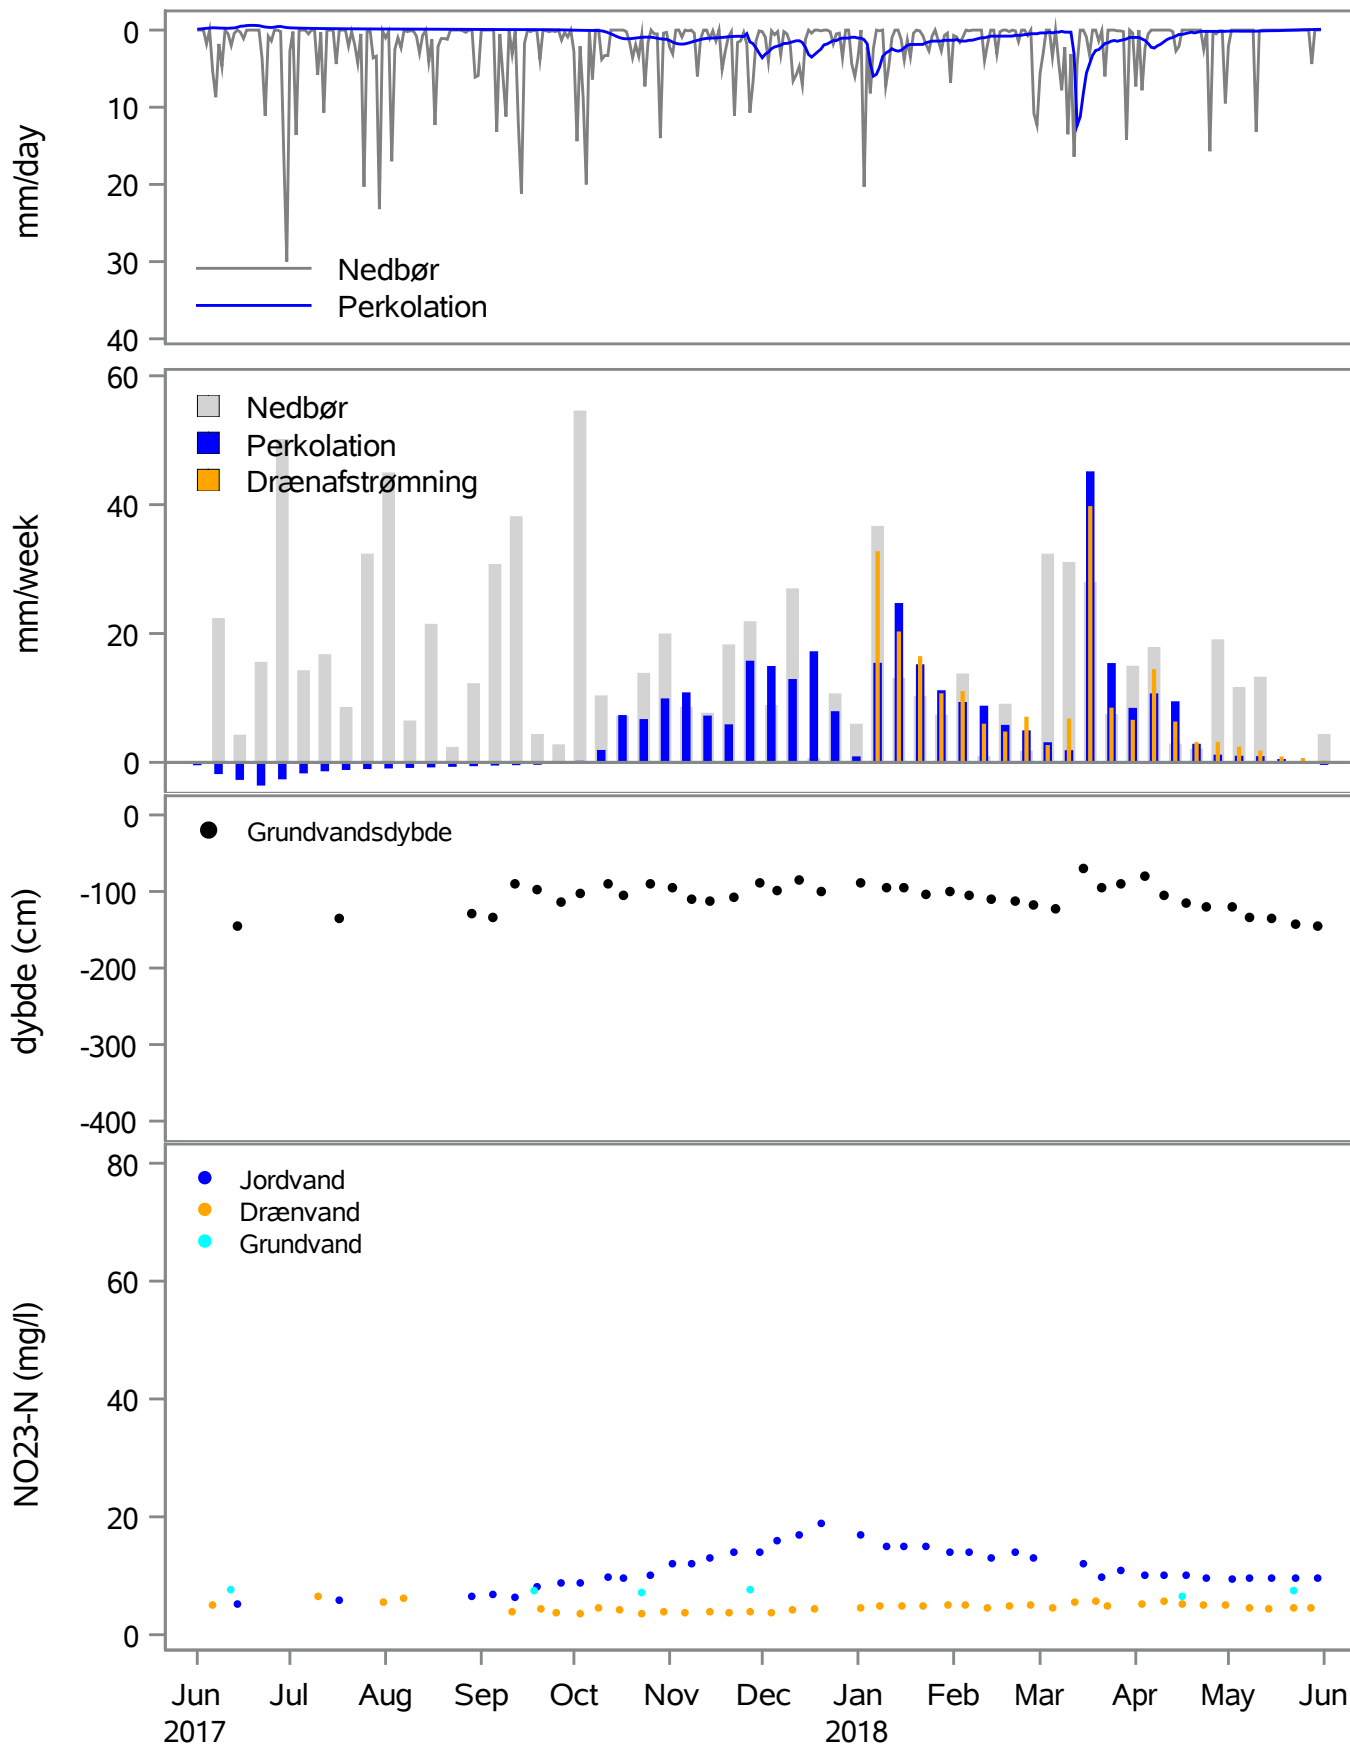 0
10
20
30
40
mm/day
Nedbør
Perkolation
60
40
20
0
mm/week
Nedbør
Perkolation
Drænafstrømning
0
-100
-200
-300
-400
dybde (cm)
Grundvandsdybde
80
60
40
20
0
NO23-N (mg/l)
Jordvand
Drænvand
Grundvand
Jun Jul Aug Sep Oct Nov Dec Jan Feb Mar Apr May Jun
2017 2018